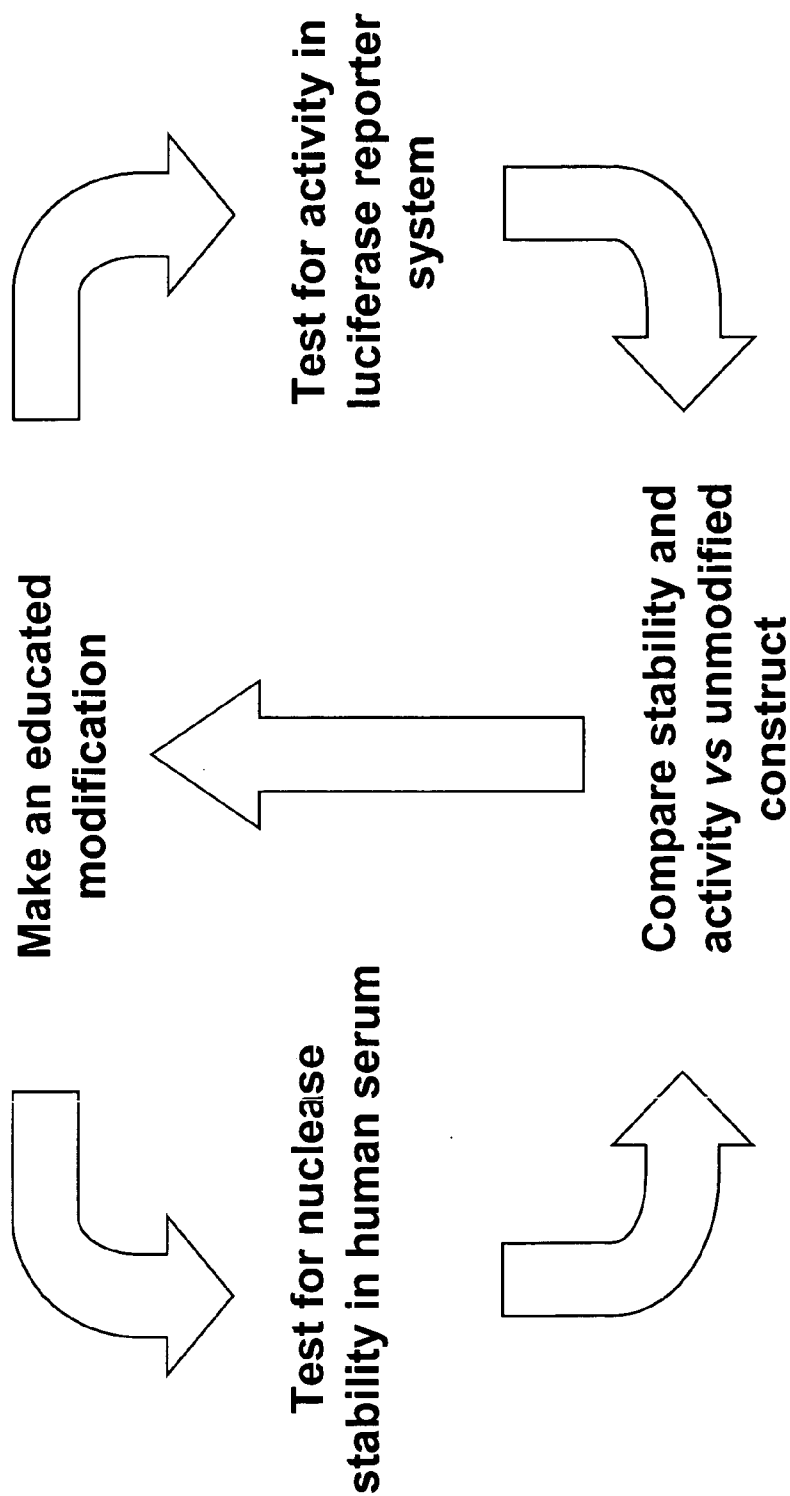 Make an educated
modification
Test for nuclease
stability in human serum
Test for activity in
luciferase reporter
system
Compare stability and
activity vs unmodified
construct